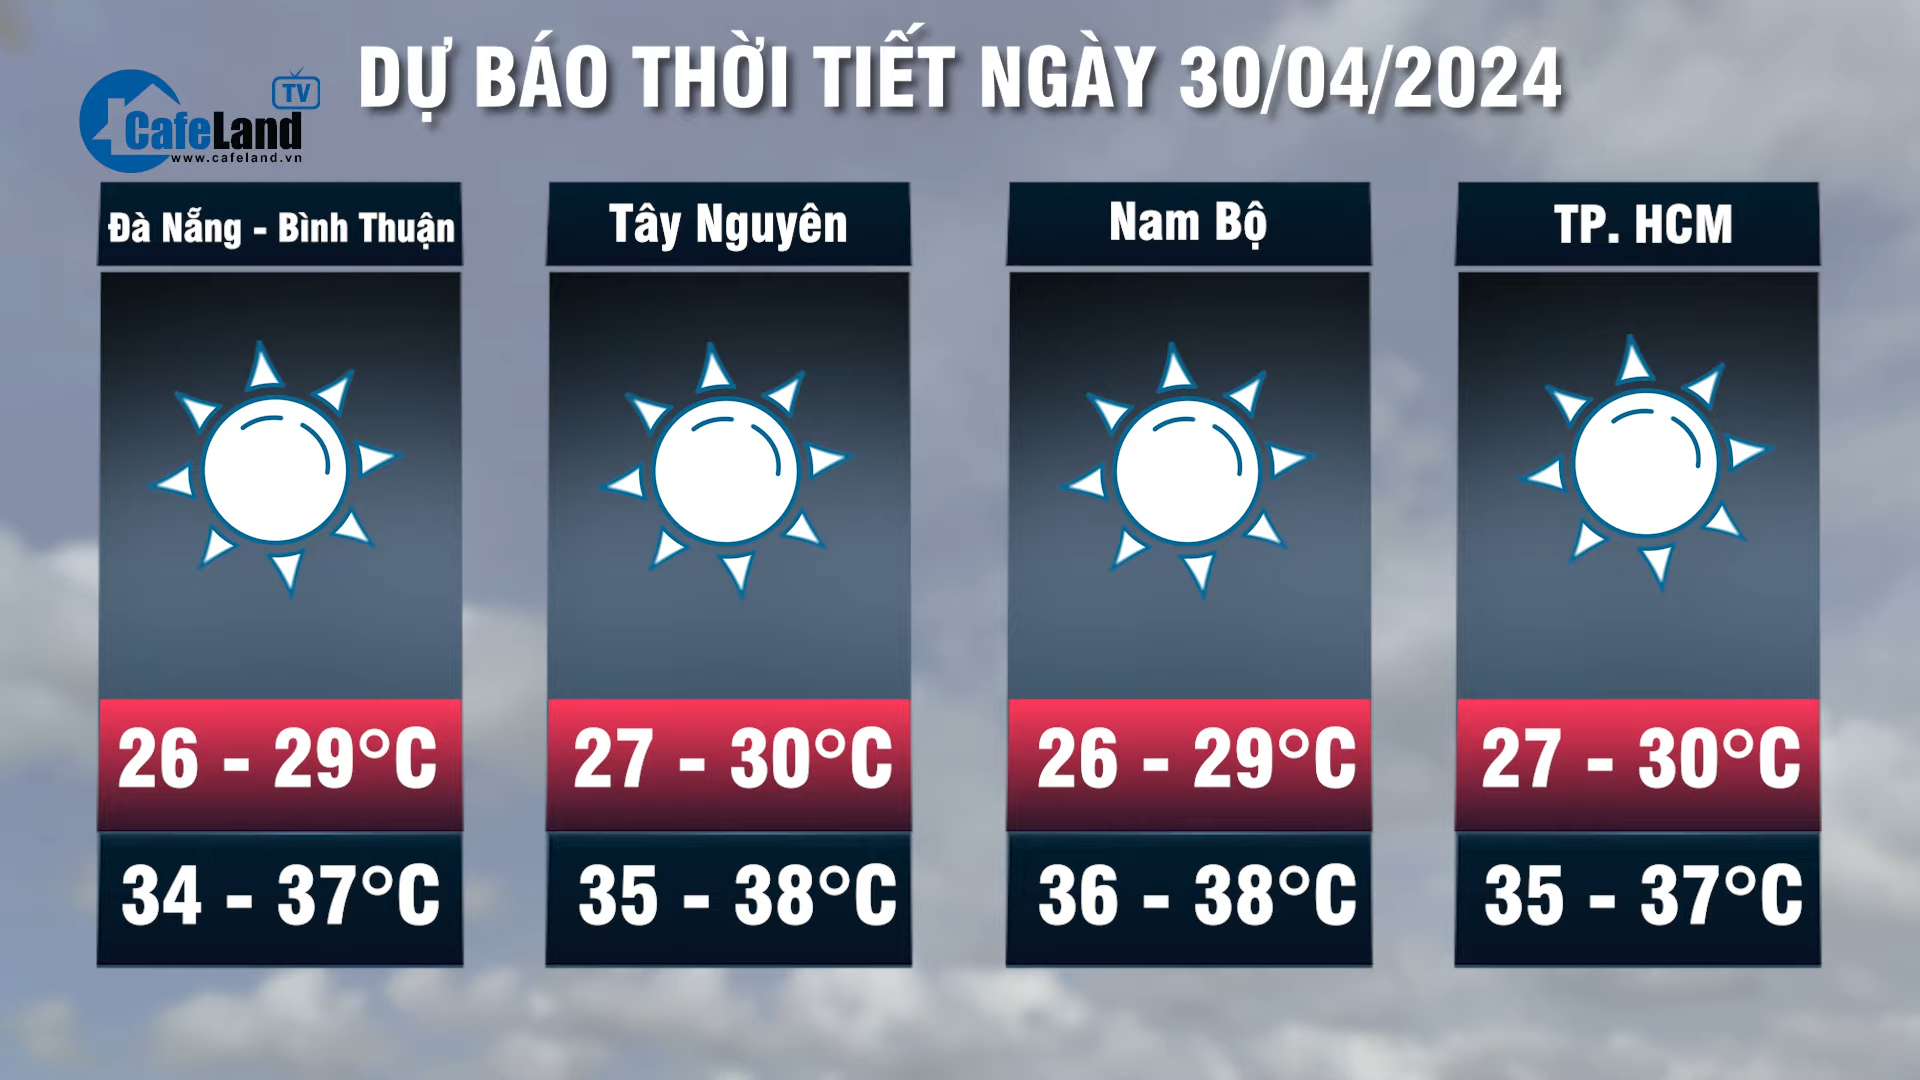 DỰ BÁO THỜI TIẾT NGÀY 30/04/2024
CafeLand TV
www.cafeland.vn
Đà Nẵng - Bình Thuận
26 - 29°C
34 - 37°C
Tây Nguyên
27 - 30°C
35 - 38°C
Nam Bộ
26 - 29°C
36 - 38°C
TP. HCM
27 - 30°C
35 - 37°C